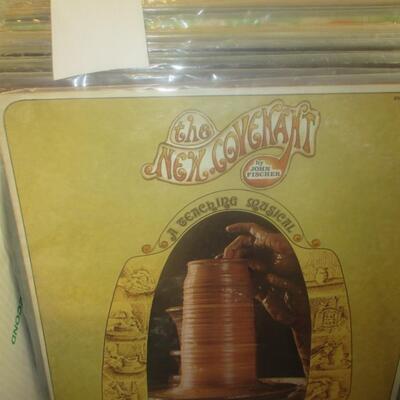 the
NEW COVENANT
by
JOHN
FISCHER
A TEACHING MUSICAL